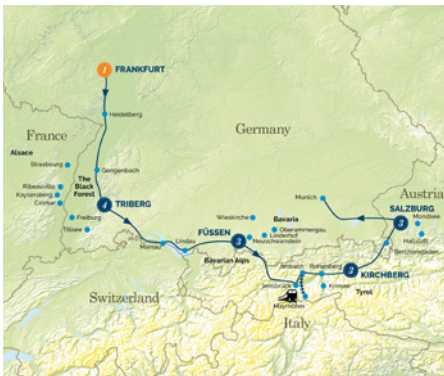 1
FRANKFURT
Heidelberg
Germany
France
Alsace
Strasbourg
Gengenbach
The
Black
Forest
Ribeauville
Kaysersberg
Colmar
4
TRIBERG
Freiburg
Titisee
Mainau
Lindau
Wieskirche
Bavaria
Oberammergau
Linderhof
Neuschwanstein
FÜSSEN
3
Bavarian Alps
Munich
Austria
SALZBURG
3
Mondsee
Hallstatt
Berchtesgaden
Jenbach
Rattenberg
3
KIRCHBERG
Innsbruck
Krimml
Tyrol
Mayrhofen
Switzerland
Italy